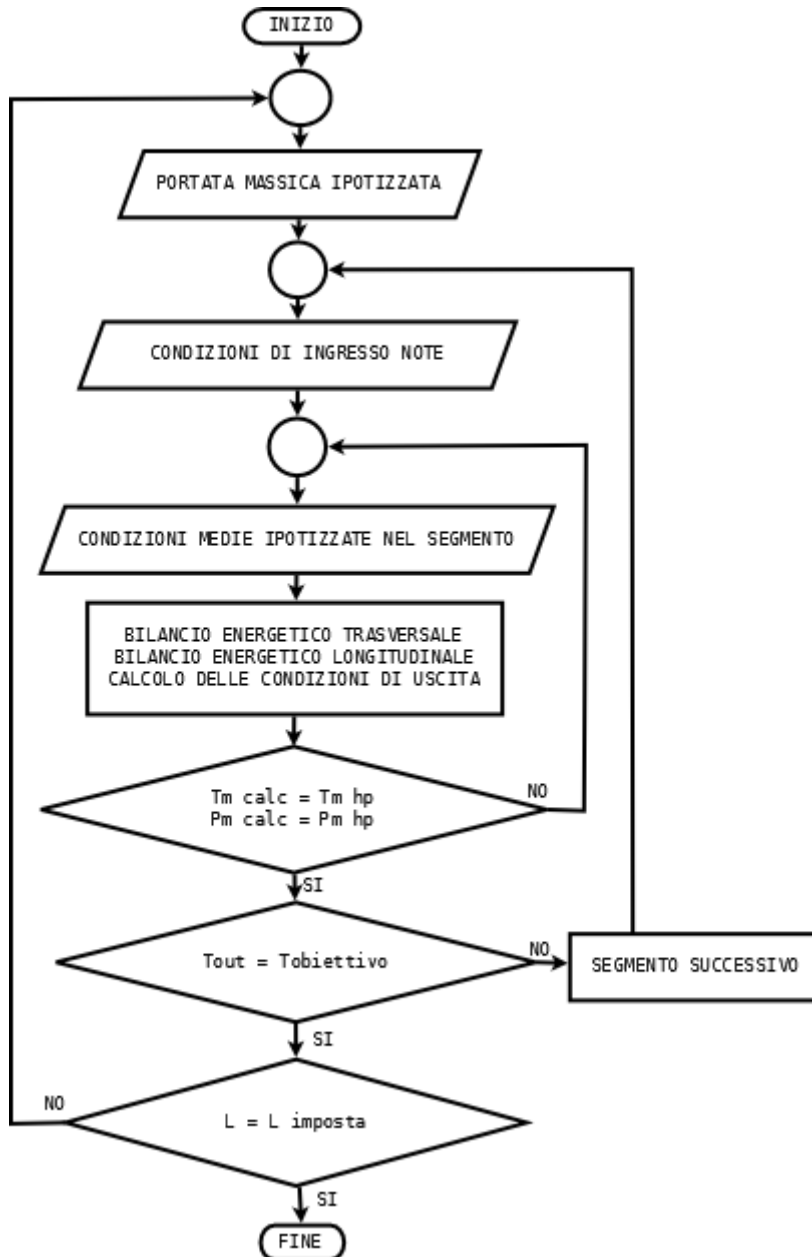 INIZIO
PORTATA MASSICA IPOTIZZATA
CONDIZIONI DI INGRESSO NOTE
CONDIZIONI MEDIE IPOTIZZATE NEL SEGMENTO
BILANCIO ENERGETICO TRASVERSALE
BILANCIO ENERGETICO LONGITUDINALE
CALCOLO DELLE CONDIZIONI DI USCITA
Tm calc = Tm hp
Pm calc = Pm hp
NO
SI
Tout = Tobiettivo
NO
SEGMENTO SUCCESSIVO
SI
L = L imposta
NO
SI
FINE